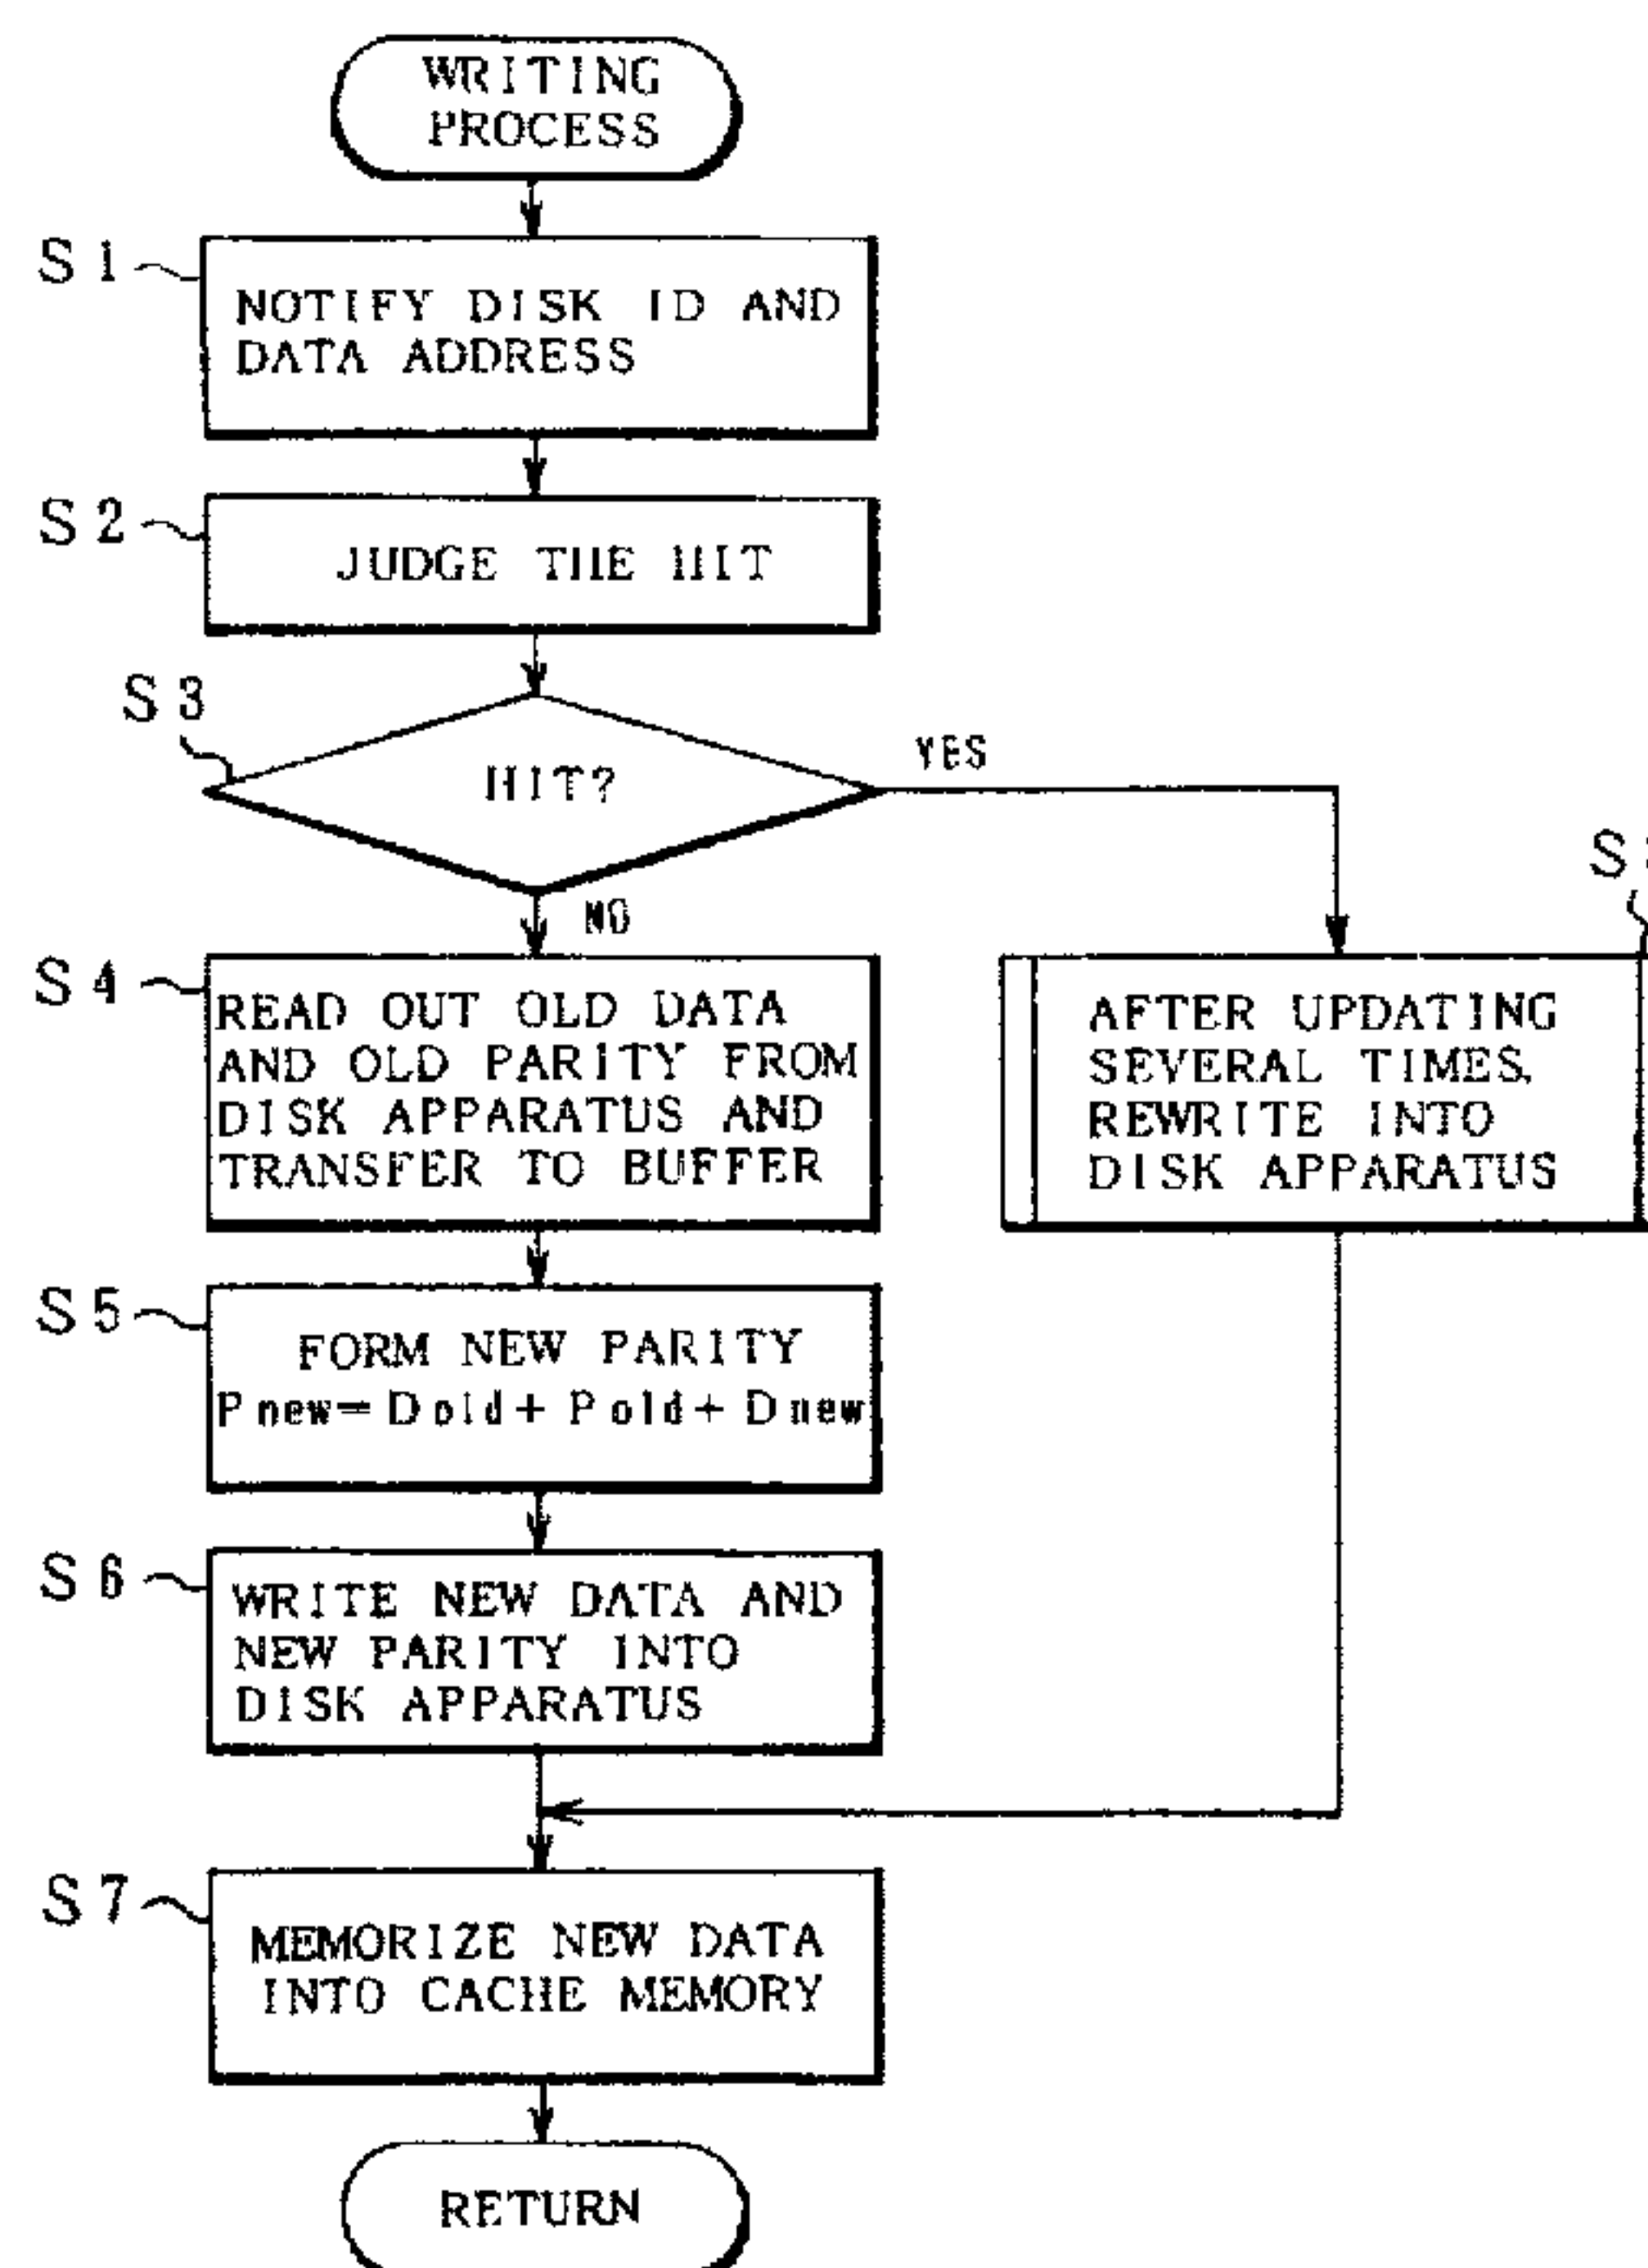 WRITING
PROCESS
S1
NOTIFY DISK ID AND
DATA ADDRESS
S2
JUDGE THE HIT
S3
HIT?
YES
NO
S4
READ OUT OLD DATA
AND OLD PARITY FROM
DISK APPARATUS AND
TRANSFER TO BUFFER
S
AFTER UPDATING
SEVERAL TIMES,
REWRITE INTO
DISK APPARATUS
S5
FORM NEW PARITY
Pnew=Dold+Pold+Dnew
S6
WRITE NEW DATA AND
NEW PARITY INTO
DISK APPARATUS
S7
MEMORIZE NEW DATA
INTO CACHE MEMORY
RETURN